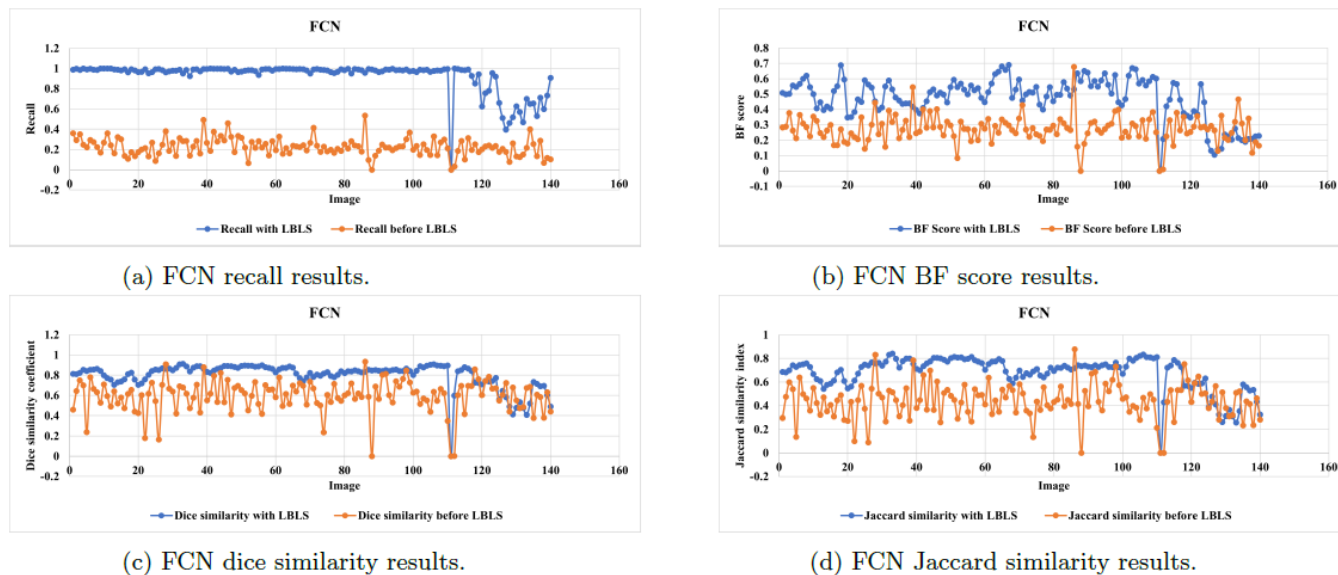 FCN
1.2
1
0.8
0.6
0.4
0.2
0
-0.2
Recall
0 20 40 60 80 100 120 140 160
Image
Recall with LBLS Recall before LBLS
(a) FCN recall results.
FCN
0.8
0.7
0.6
0.5
0.4
0.3
0.2
0.1
0
-0.1
BF score
0 20 40 60 80 100 120 140 160
Image
BF Score with LBLS BF Score before LBLS
(b) FCN BF score results.
FCN
1.2
1
0.8
0.6
0.4
0.2
0
-0.2
Dice similarity coefficient
0 20 40 60 80 100 120 140 160
Image
Dice similarity with LBLS Dice similarity before LBLS
(c) FCN dice similarity results.
FCN
1
0.8
0.6
0.4
0.2
0
-0.2
Jaccard similarity index
0 20 40 60 80 100 120 140 160
Image
Jaccard similarity with LBLS Jaccard similarity before LBLS
(d) FCN Jaccard similarity results.